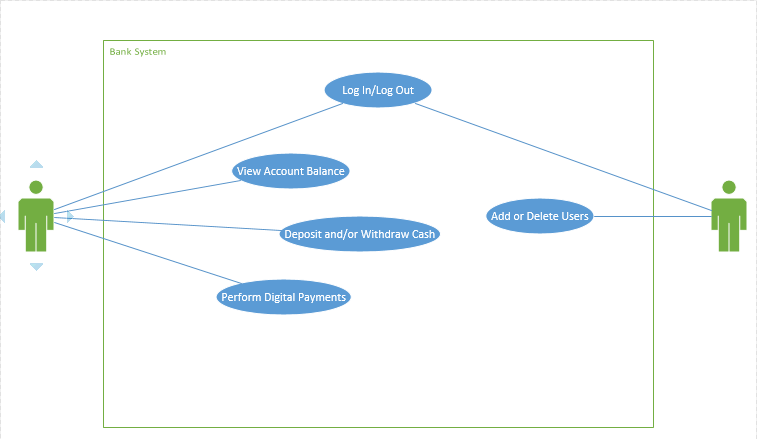 Bank System
Log In/Log Out
View Account Balance
Add or Delete Users
Deposit and/or Withdraw Cash
Perform Digital Payments